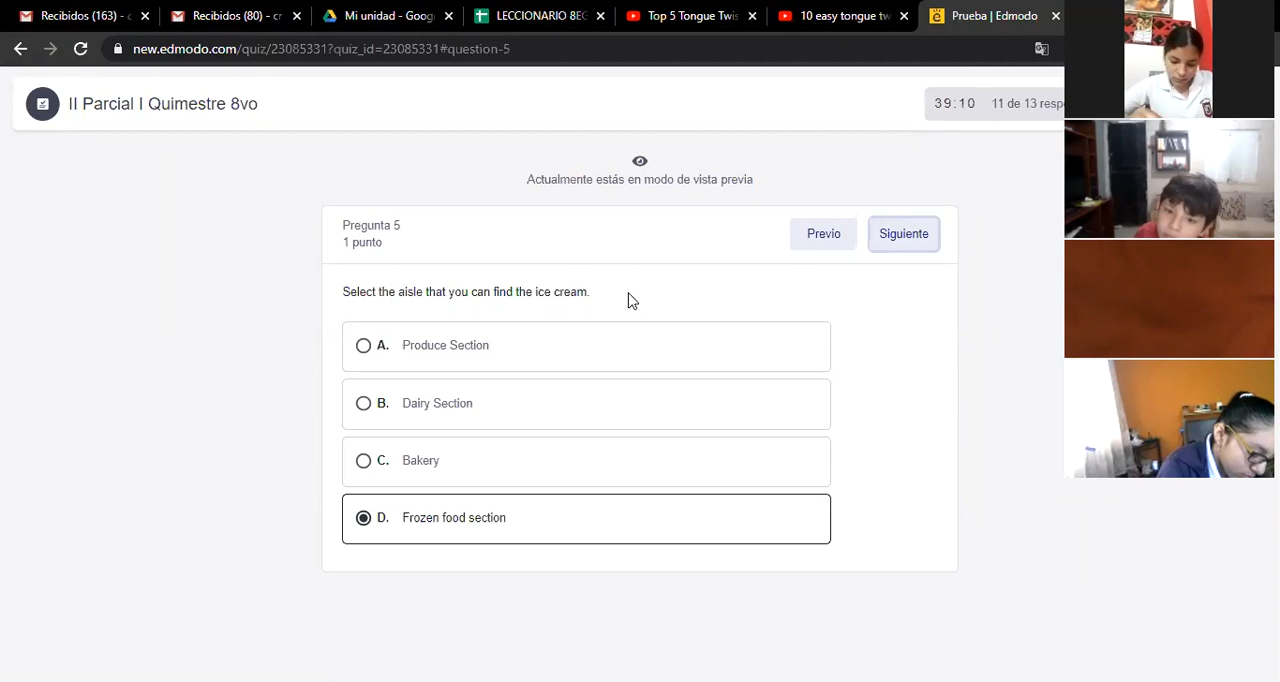 Recibidos (163) - c
Recibidos (80) - cr
Mi unidad - Goog
LECCIONARIO 8EG
Top 5 Tongue Twis
10 easy tongue tw
Prueba | Edmodo
new.edmodo.com/quiz/23085331?quiz_id=23085331#question-5
II Parcial I Quimestre 8vo
39:10 11 de 13 resp
Actualmente estás en modo de vista previa
Pregunta 5
1 punto
Previo
Siguiente
Select the aisle that you can find the ice cream.
A. Produce Section
B. Dairy Section
C. Bakery
D. Frozen food section